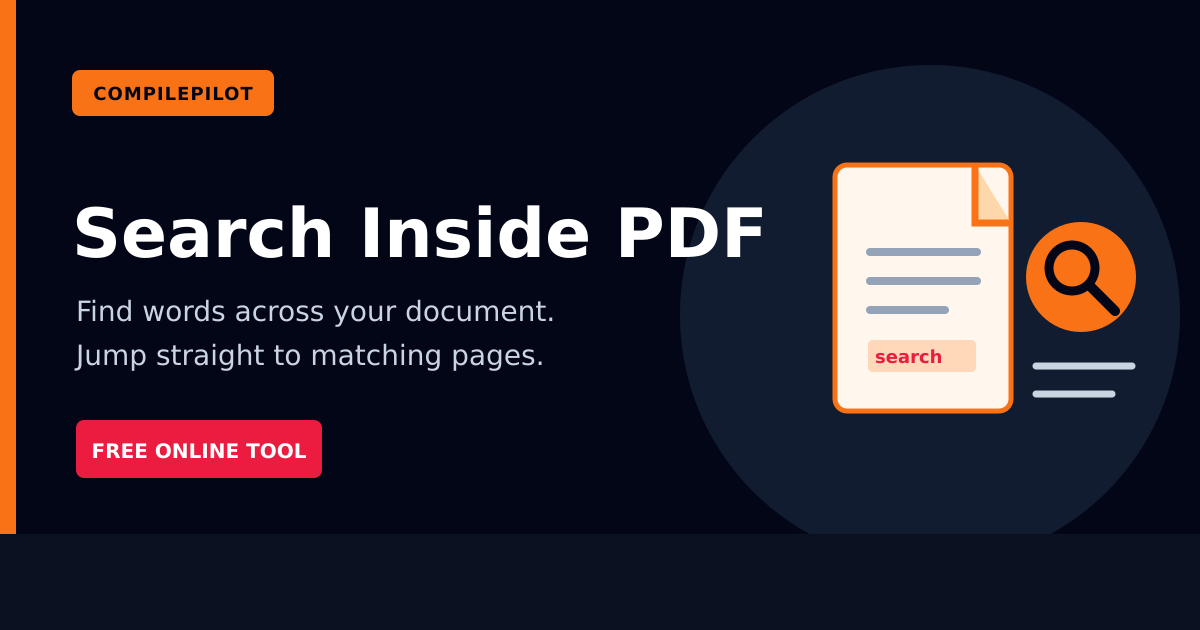 COMPILEPILOT
Search Inside PDF
Find words across your document.
Jump straight to matching pages.
search
FREE ONLINE TOOL